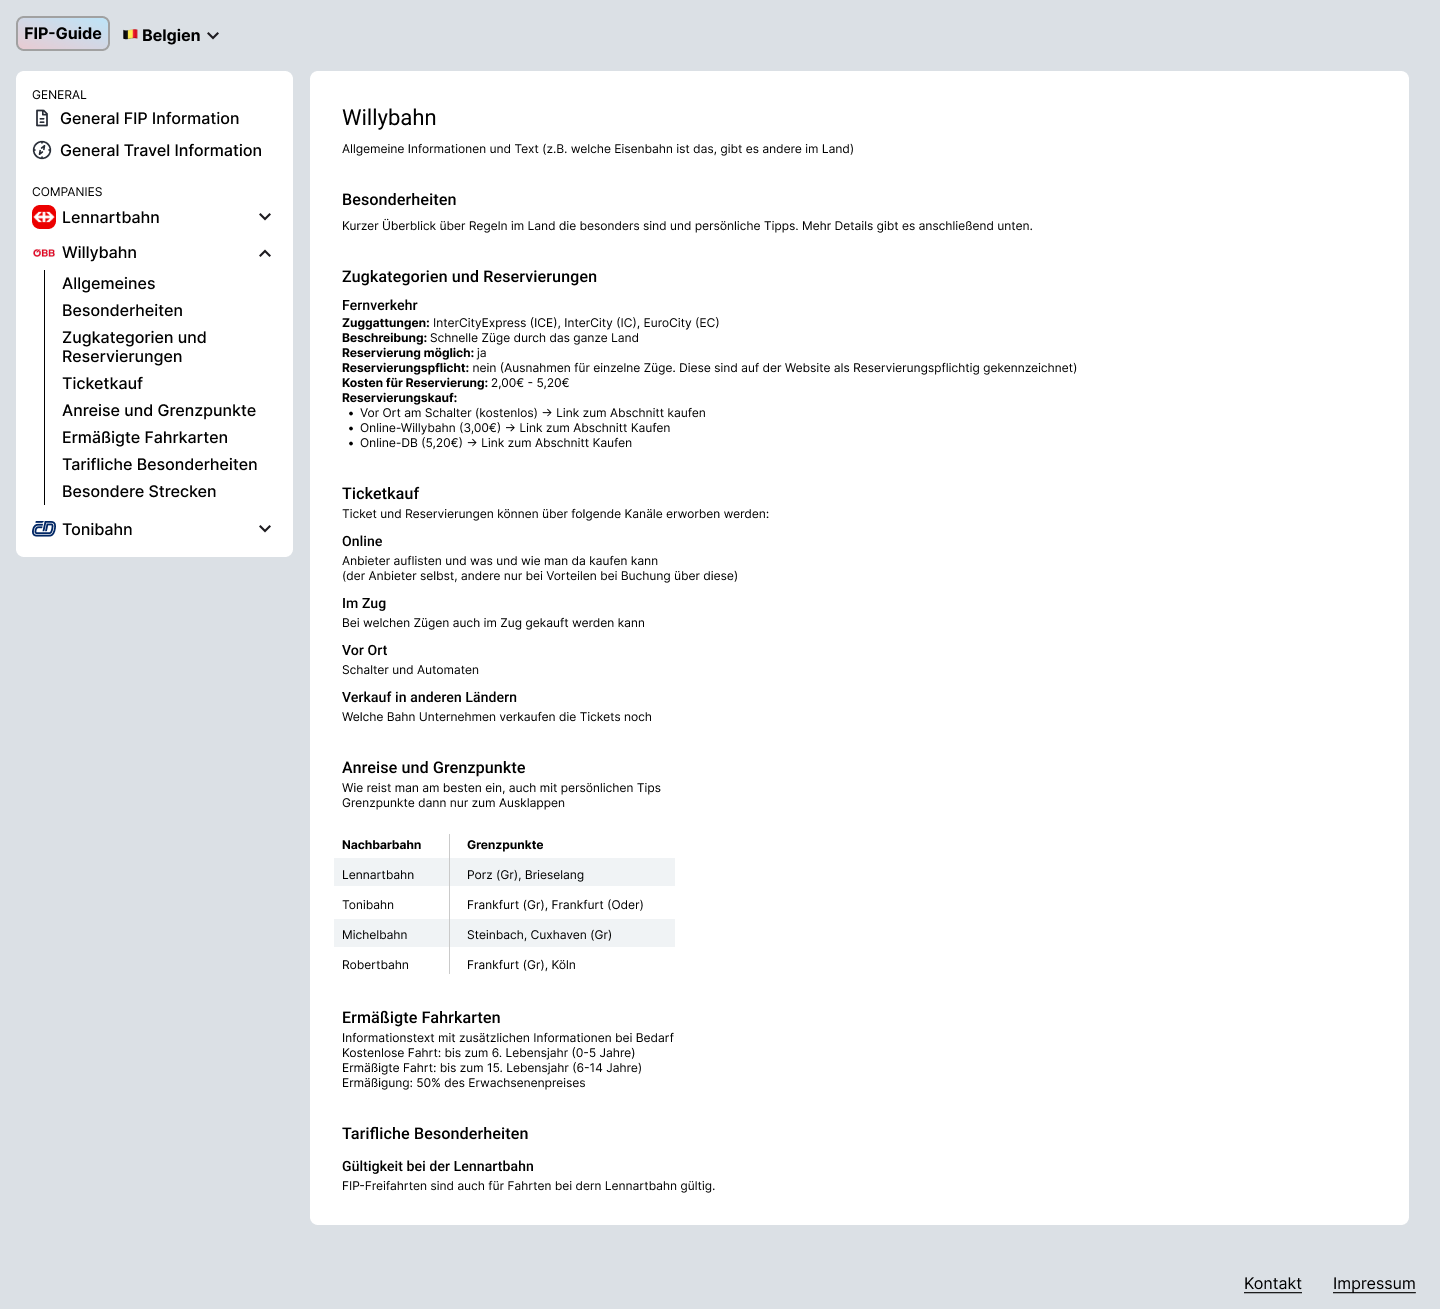 FIP-Guide
Belgien
GENERAL
General FIP Information
General Travel Information
COMPANIES
Lennartbahn
ÖBB Willybahn
Allgemeines
Besonderheiten
Zugkategorien und
Reservierungen
Ticketkauf
Anreise und Grenzpunkte
Ermäßigte Fahrkarten
Tarifliche Besonderheiten
Besondere Strecken
ČD Tonibahn
Willybahn
Allgemeine Informationen und Text (z.B. welche Eisenbahn ist das, gibt es andere im Land)
Besonderheiten
Kurzer Überblick über Regeln im Land die besonders sind und persönliche Tipps. Mehr Details gibt es anschließend unten.
Zugkategorien und Reservierungen
Fernverkehr
Zuggattungen: InterCityExpress (ICE), InterCity (IC), EuroCity (EC)
Beschreibung: Schnelle Züge durch das ganze Land
Reservierung möglich: ja
Reservierungspflicht: nein (Ausnahmen für einzelne Züge. Diese sind auf der Website als Reservierungspflichtig gekennzeichnet)
Kosten für Reservierung: 2,00€ - 5,20€
Reservierungskauf:
• Vor Ort am Schalter (kostenlos) → Link zum Abschnitt kaufen
• Online-Willybahn (3,00€) → Link zum Abschnitt Kaufen
• Online-DB (5,20€) → Link zum Abschnitt Kaufen
Ticketkauf
Ticket und Reservierungen können über folgende Kanäle erworben werden:
Online
Anbieter auflisten und was und wie man da kaufen kann
(der Anbieter selbst, andere nur bei Vorteilen bei Buchung über diese)
Im Zug
Bei welchen Zügen auch im Zug gekauft werden kann
Vor Ort
Schalter und Automaten
Verkauf in anderen Ländern
Welche Bahn Unternehmen verkaufen die Tickets noch
Anreise und Grenzpunkte
Wie reist man am besten ein, auch mit persönlichen Tips
Grenzpunkte dann nur zum Ausklappen
Nachbarbahn Grenzpunkte
Lennartbahn Porz (Gr), Brieselang
Tonibahn Frankfurt (Gr), Frankfurt (Oder)
Michelbahn Steinbach, Cuxhaven (Gr)
Robertbahn Frankfurt (Gr), Köln
Ermäßigte Fahrkarten
Informationstext mit zusätzlichen Informationen bei Bedarf
Kostenlose Fahrt: bis zum 6. Lebensjahr (0-5 Jahre)
Ermäßigte Fahrt: bis zum 15. Lebensjahr (6-14 Jahre)
Ermäßigung: 50% des Erwachsenenpreises
Tarifliche Besonderheiten
Gültigkeit bei der Lennartbahn
FIP-Freifahrten sind auch für Fahrten bei dern Lennartbahn gültig.
Kontakt Impressum